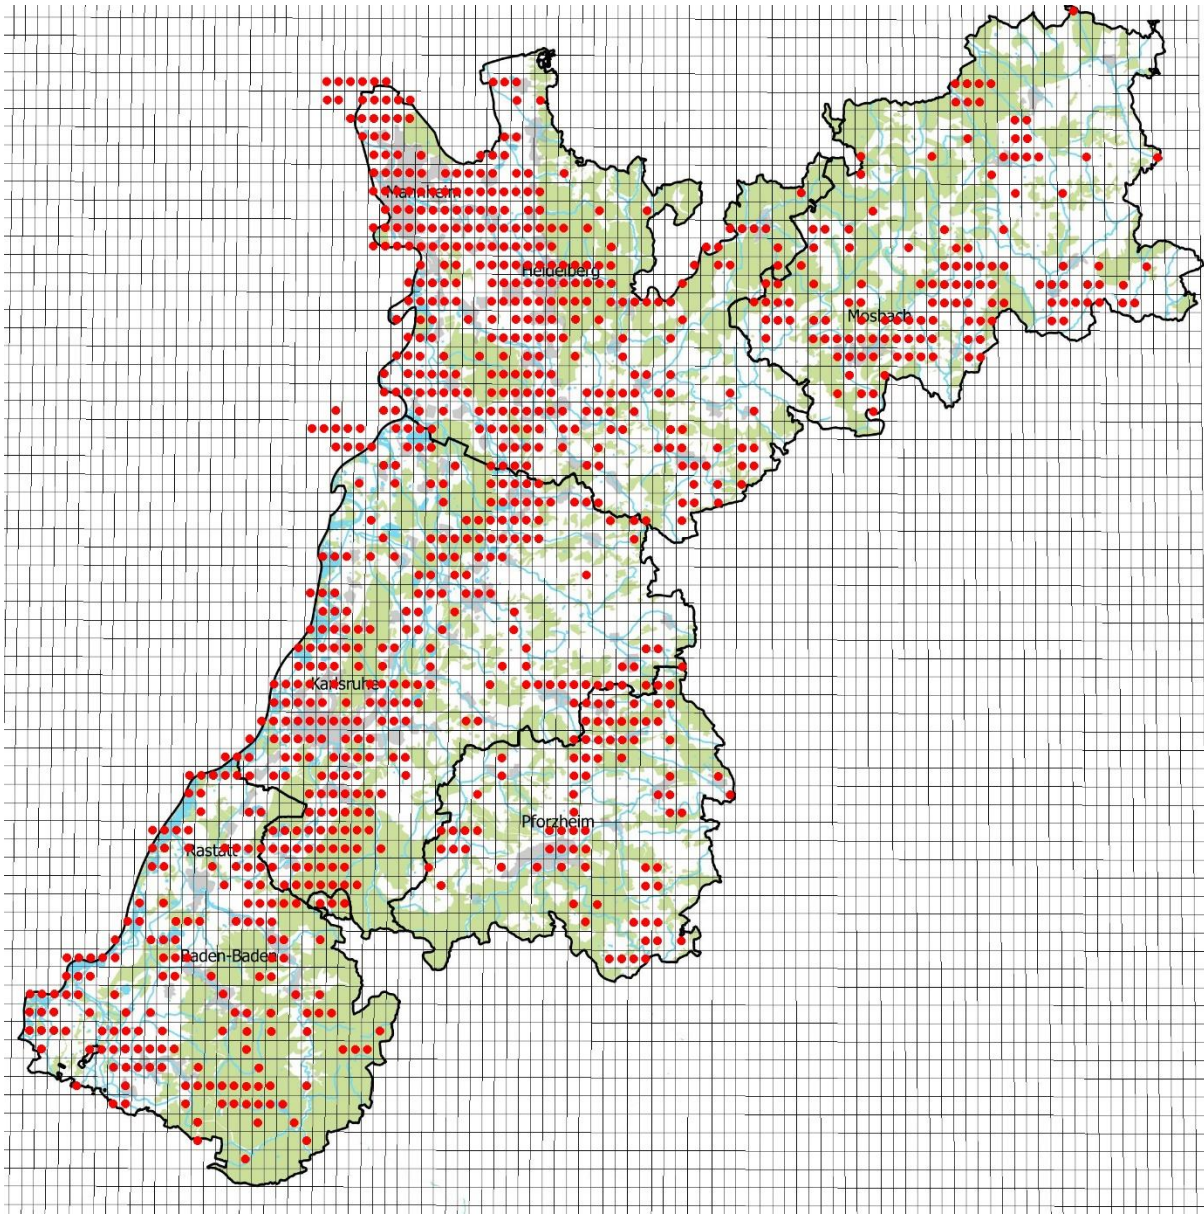 Mannheim
Heidelberg
Mosbach
Karlsruhe
Pforzheim
Rastatt
Baden-Baden